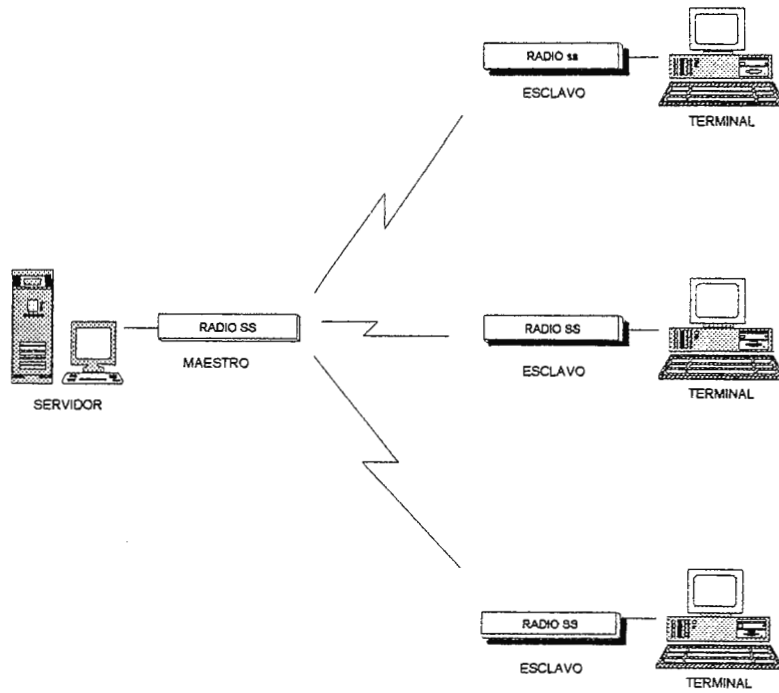 RADIO ss
ESCLAVO
TERMINAL
RADIO SS
MAESTRO
SERVIDOR
RADIO SS
ESCLAVO
TERMINAL
RADIO SS
ESCLAVO
TERMINAL